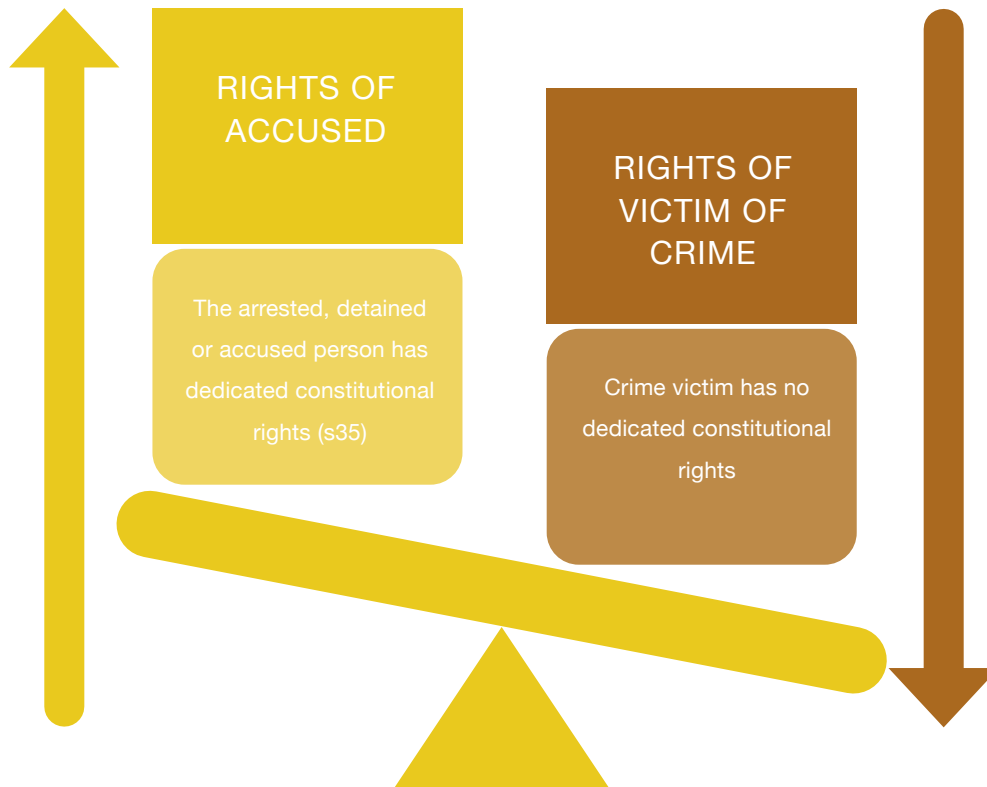 RIGHTS OF
ACCUSED
The arrested, detained
or accused person has
dedicated constitutional
rights (s35)
RIGHTS OF
VICTIM OF
CRIME
Crime victim has no
dedicated constitutional
rights